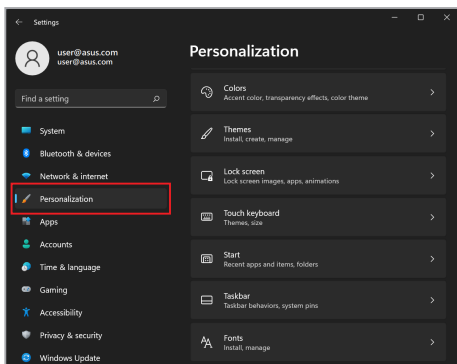 Settings
user@asus.com
user@asus.com
Find a setting
System
Bluetooth & devices
Network & internet
Personalization
Apps
Accounts
Time & language
Gaming
Accessibility
Privacy & security
Windows Update
Personalization
Colors
Accent color, transparency effects, color theme
Themes
Install, create, manage
Lock screen
Lock screen images, apps, animations
Touch keyboard
Themes, size
Start
Recent apps and items, folders
Taskbar
Taskbar behaviors, system pins
Fonts
Install, manage